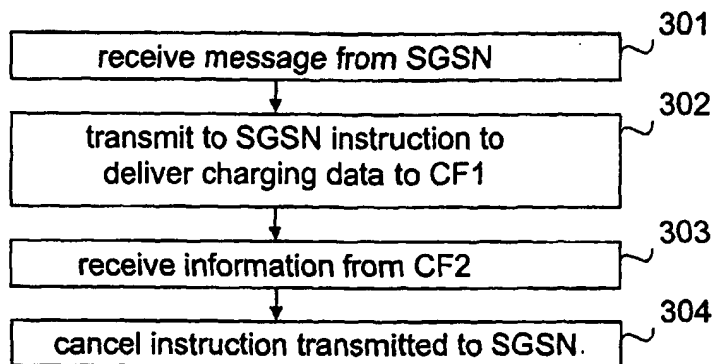 301
receive message from SGSN
302
transmit to SGSN instruction to
deliver charging data to CF1
303
receive information from CF2
304
cancel instruction transmitted to SGSN.